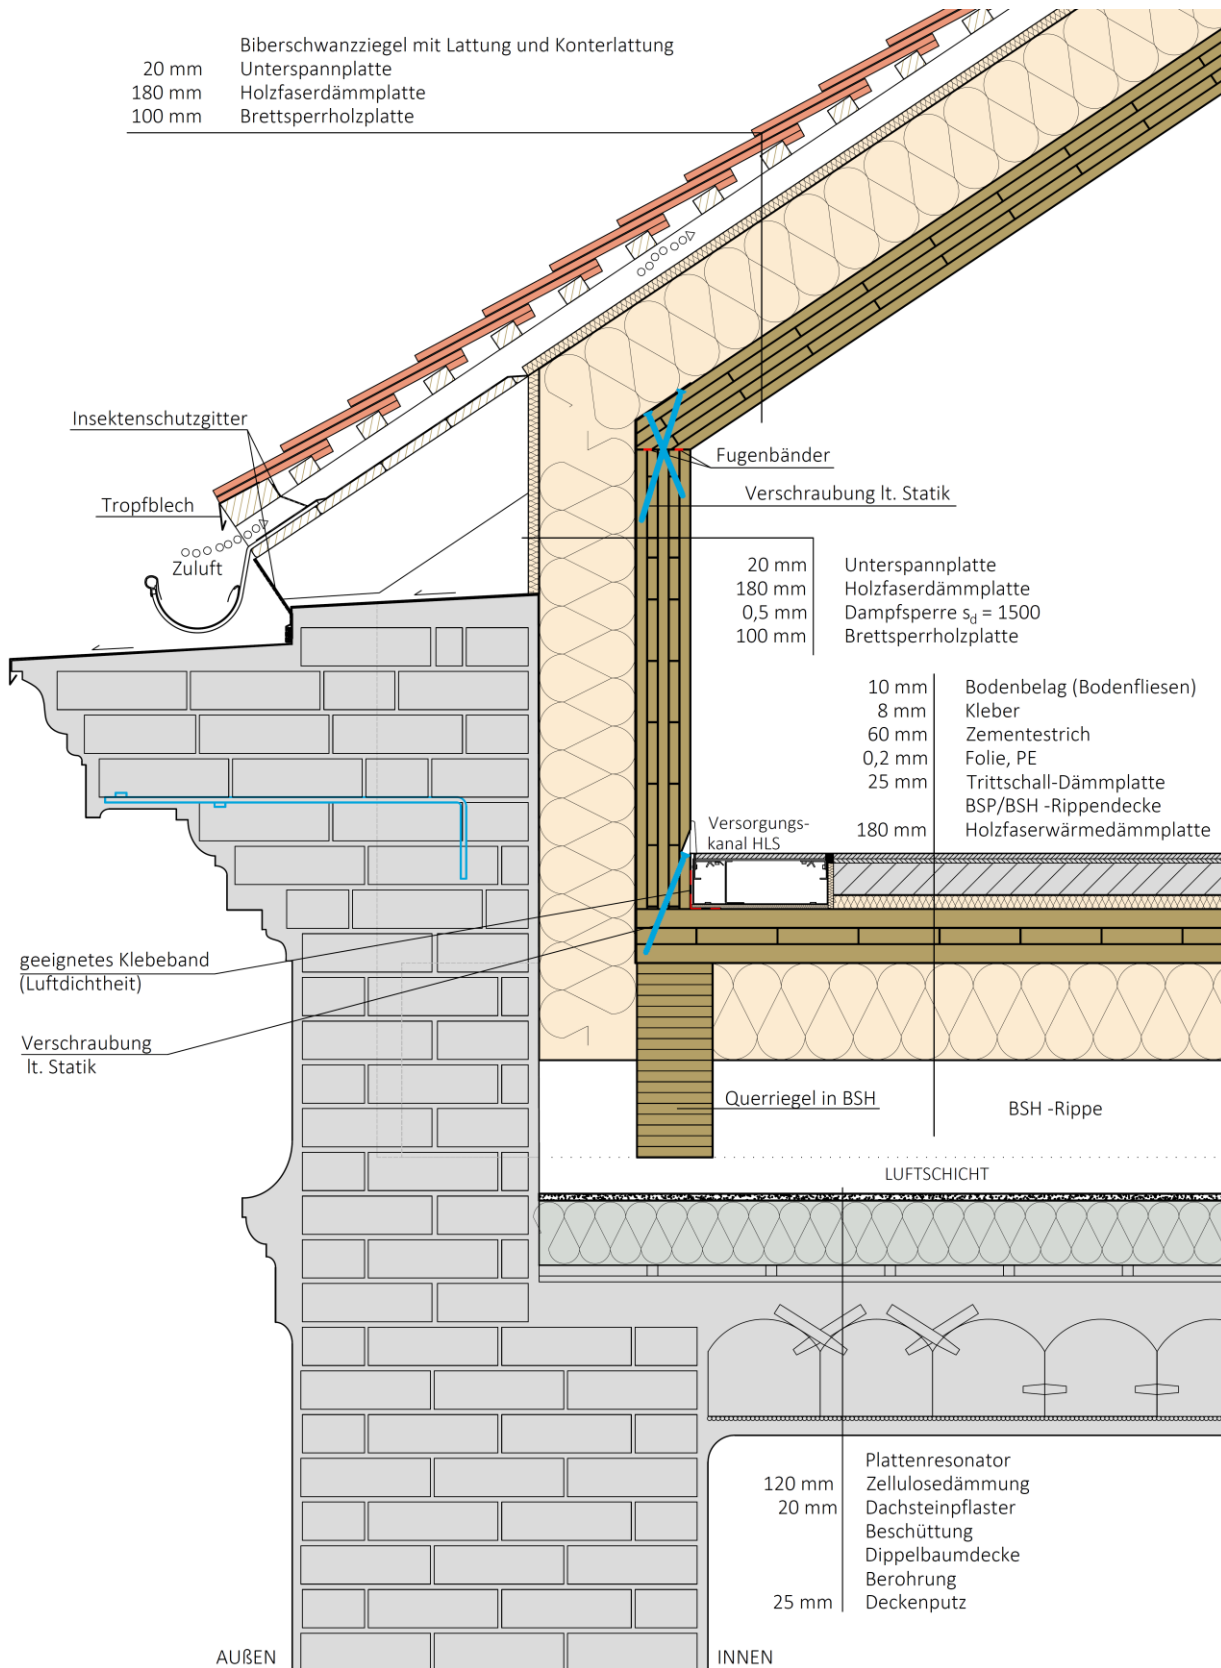 Biberschwanzziegel mit Lattung und Konterlattung
20 mm Unterspannplatte
180 mm Holzfaserdämmplatte
100 mm Brettsperrholzplatte
Insektenschutzgitter
Tropfblech
Zuluft
Fugenbänder
Verschraubung lt. Statik
20 mm Unterspannplatte
180 mm Holzfaserdämmplatte
0,5 mm Dampfsperre sd = 1500
100 mm Brettsperrholzplatte
10 mm Bodenbelag (Bodenfliesen)
8 mm Kleber
60 mm Zementestrich
0,2 mm Folie, PE
25 mm Trittschall-Dämmplatte
BSP/BSH -Rippendecke
180 mm Holzfaserwärmedämmplatte
Versorgungs-
kanal HLS
geeignetes Klebeband
(Luftdichtheit)
Verschraubung
lt. Statik
Querriegel in BSH
BSH -Rippe
LUFTSCHICHT
Plattenresonator
120 mm Zellulosedämmung
20 mm Dachsteinpflaster
Beschüttung
Dippelbaumdecke
Berohrung
25 mm Deckenputz
AUßEN
INNEN